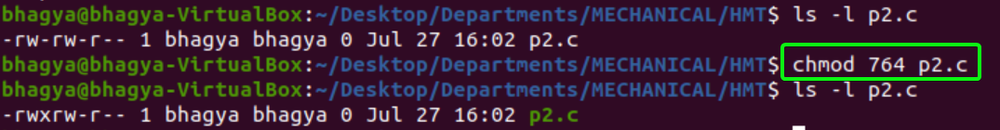 bhagya@bhagya-VirtualBox:~/Desktop/Departments/MECHANICAL/HMT$ ls -l p2.c
-rw-rw-r-- 1 bhagya bhagya 0 Jul 27 16:02 p2.c
bhagya@bhagya-VirtualBox:~/Desktop/Departments/MECHANICAL/HMT$ chmod 764 p2.c
bhagya@bhagya-VirtualBox:~/Desktop/Departments/MECHANICAL/HMT$ ls -l p2.c
-rwxrw-r-- 1 bhagya bhagya 0 Jul 27 16:02 p2.c